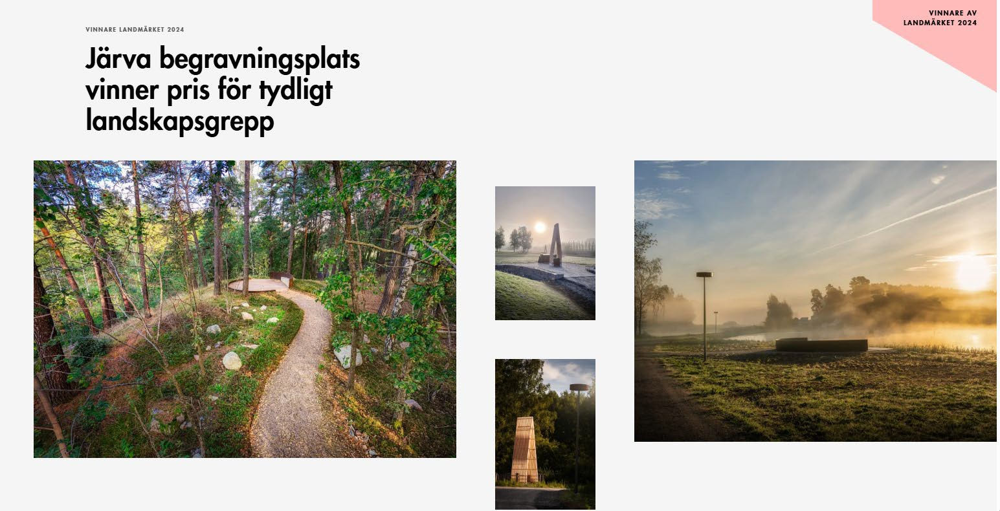 VINNARE LANDMÄRKET 2024
Järva begravningsplats
vinner pris för tydligt
landskapsgrepp
VINNARE AV
LANDMÄRKET 2024